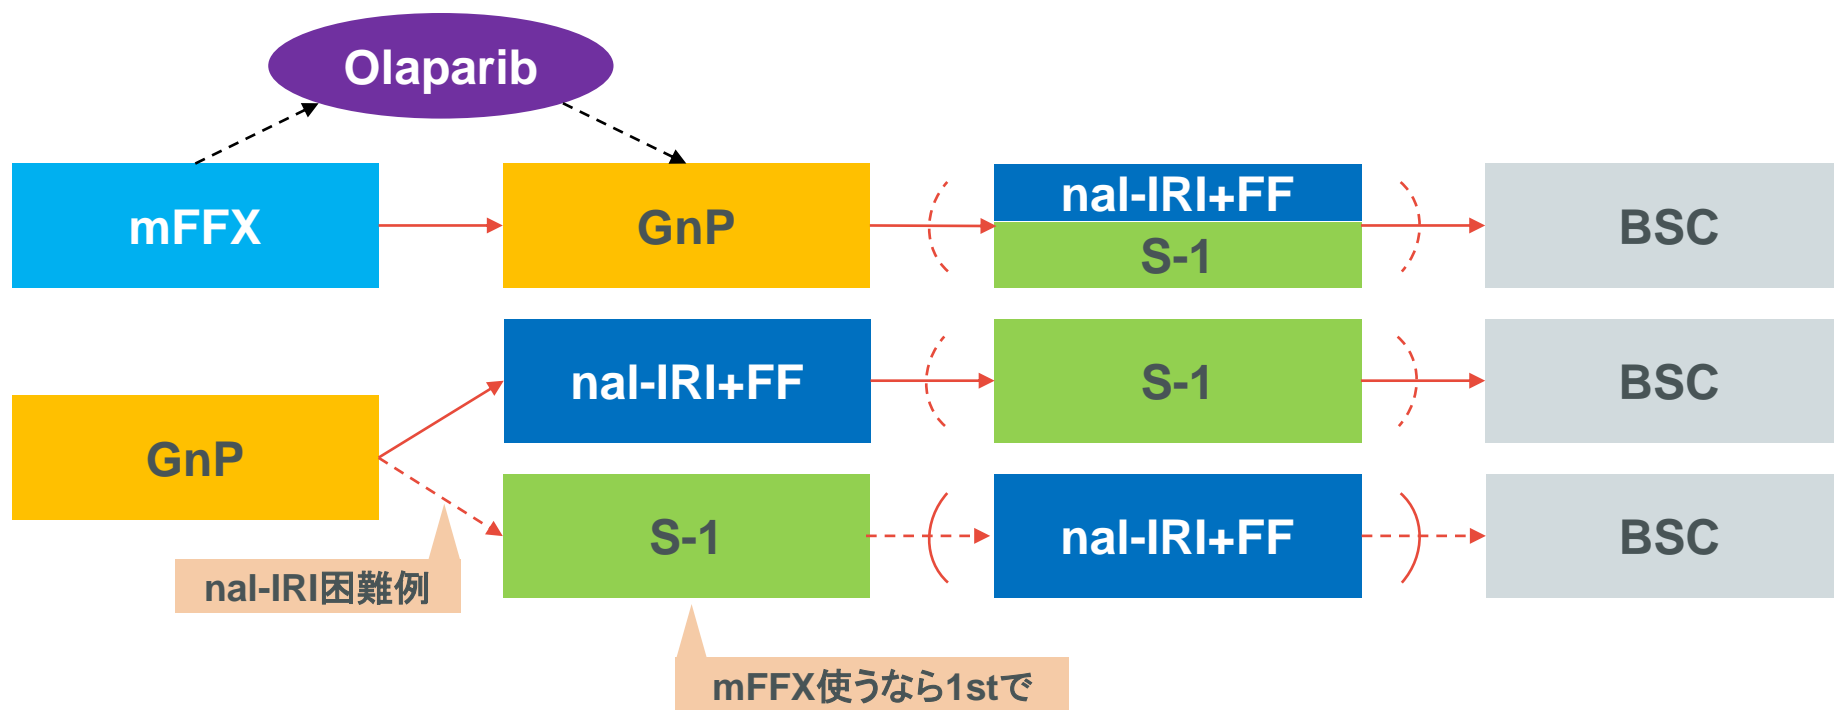 Olaparib
mFFX
GnP
nal-IRI+FF
S-1
BSC
GnP
nal-IRI+FF
S-1
BSC
S-1
nal-IRI+FF
BSC
nal-IRI困難例
mFFX使うなら1stで